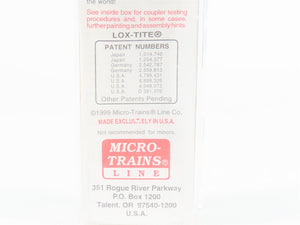 the world!
See inside box for coupler testing
procedures and, in some cases,
further painting and assembly hints
LOX-TITE®
PATENT NUMBERS
Japan
Japan
Germany
Germany
U.S.A.
U.S.A.
U.S.A.
U.S.A.
Other Patents Pending
©1999 Micro-Trains® Line Co.
MADE EXCLUSIVELY IN U.S.A.
Not recommended for minors.
MICRO-
TRAINS®
LINE
351 Rogue River Parkway
P.O. Box 1200
Talent, OR 97540-1200
U.S.A.